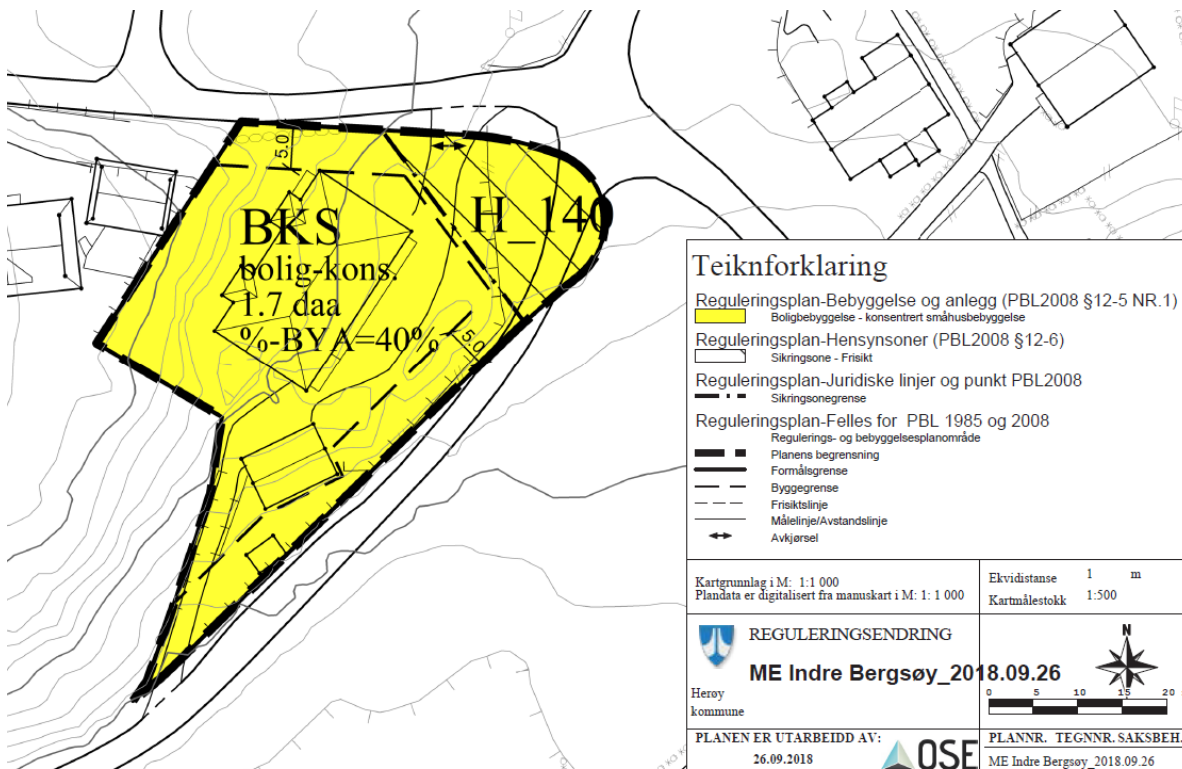 5.0
BKS
bolig-kons.
1.7 daa
%-BYA=40%
H_140
5.0
Teiknforklaring
Reguleringsplan-Bebyggelse og anlegg (PBL2008 §12-5 NR.1)
Boligbebyggelse - konsentrert småhusbebyggelse
Reguleringsplan-Hensynsoner (PBL2008 §12-6)
Sikringsone - Frisikt
Reguleringsplan-Juridiske linjer og punkt PBL2008
Sikringsonegrense
Reguleringsplan-Felles for PBL 1985 og 2008
Regulerings- og bebyggelsesplanområde
Planens begrensning
Formålsgrense
Byggegrense
Frisiktslinje
Målelinje/Avstandslinje
Avkjørsel
Kartgrunnlag i M: 1:1 000
Plandata er digitalisert fra manuskart i M: 1: 1 000
Ekvidistanse 1 m
Kartmålestokk 1:500
REGULERINGSENDRING
ME Indre Bergsøy_2018.09.26
Herøy
kommune
N
0 5 10 15 20
PLANEN ER UTARBEIDD AV:
26.09.2018
OSE
PLANNR. TEGNNR. SAKSBEH.
ME Indre Bergsøy_2018.09.26